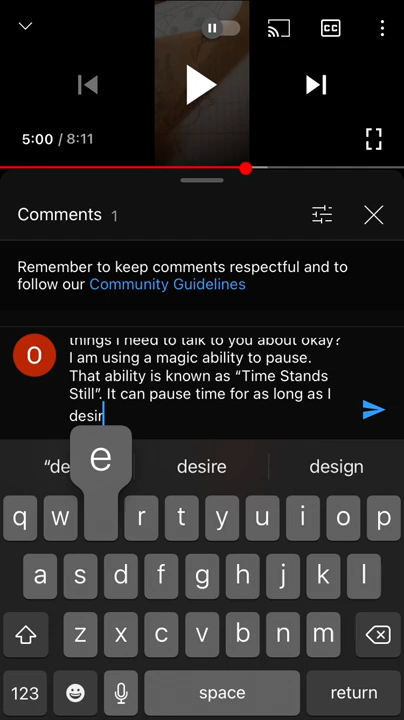 CC
5:00 / 8:11
Comments 1
Remember to keep comments respectful and to
follow our Community Guidelines
O
things I need to talk to you about okay?
I am using a magic ability to pause.
That ability is known as “Time Stands
Still”. It can pause time for as long as I
desir
“de
desire
design
e
q w r t y u i o p
a s d f g h j k l
z x c v b n m
123 space return